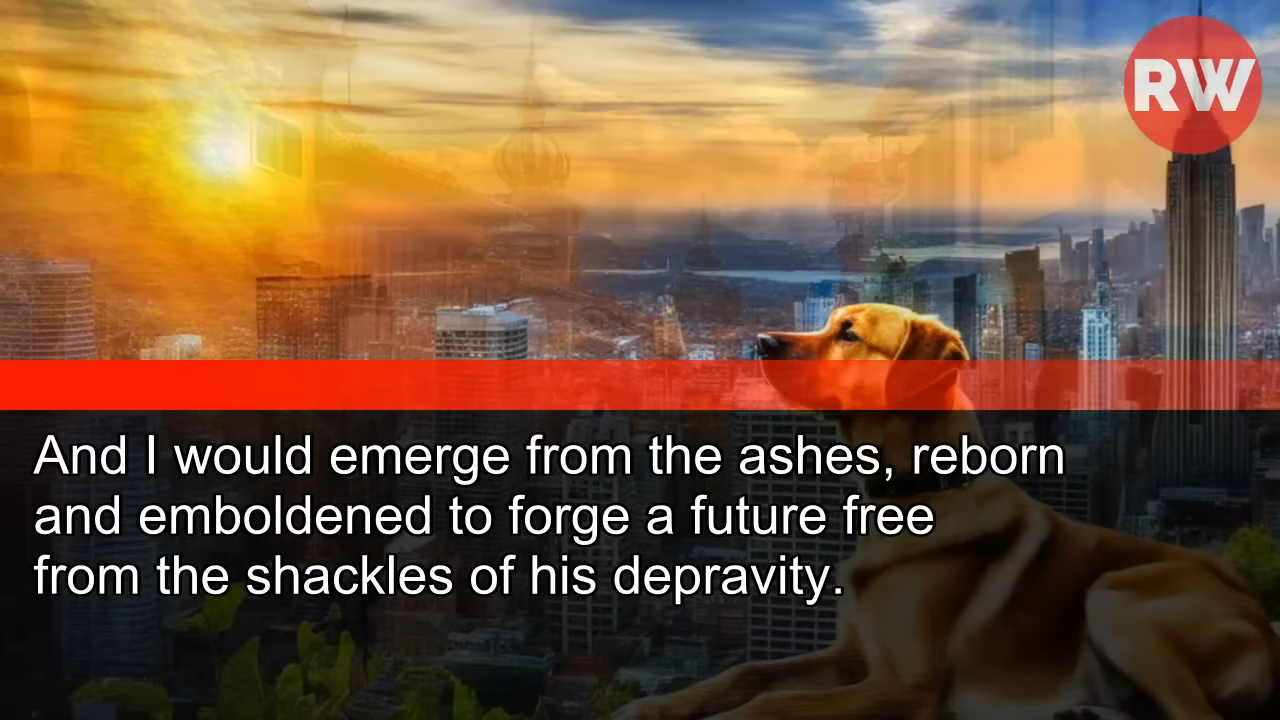 RW
And I would emerge from the ashes, reborn
and emboldened to forge a future free
from the shackles of his depravity.